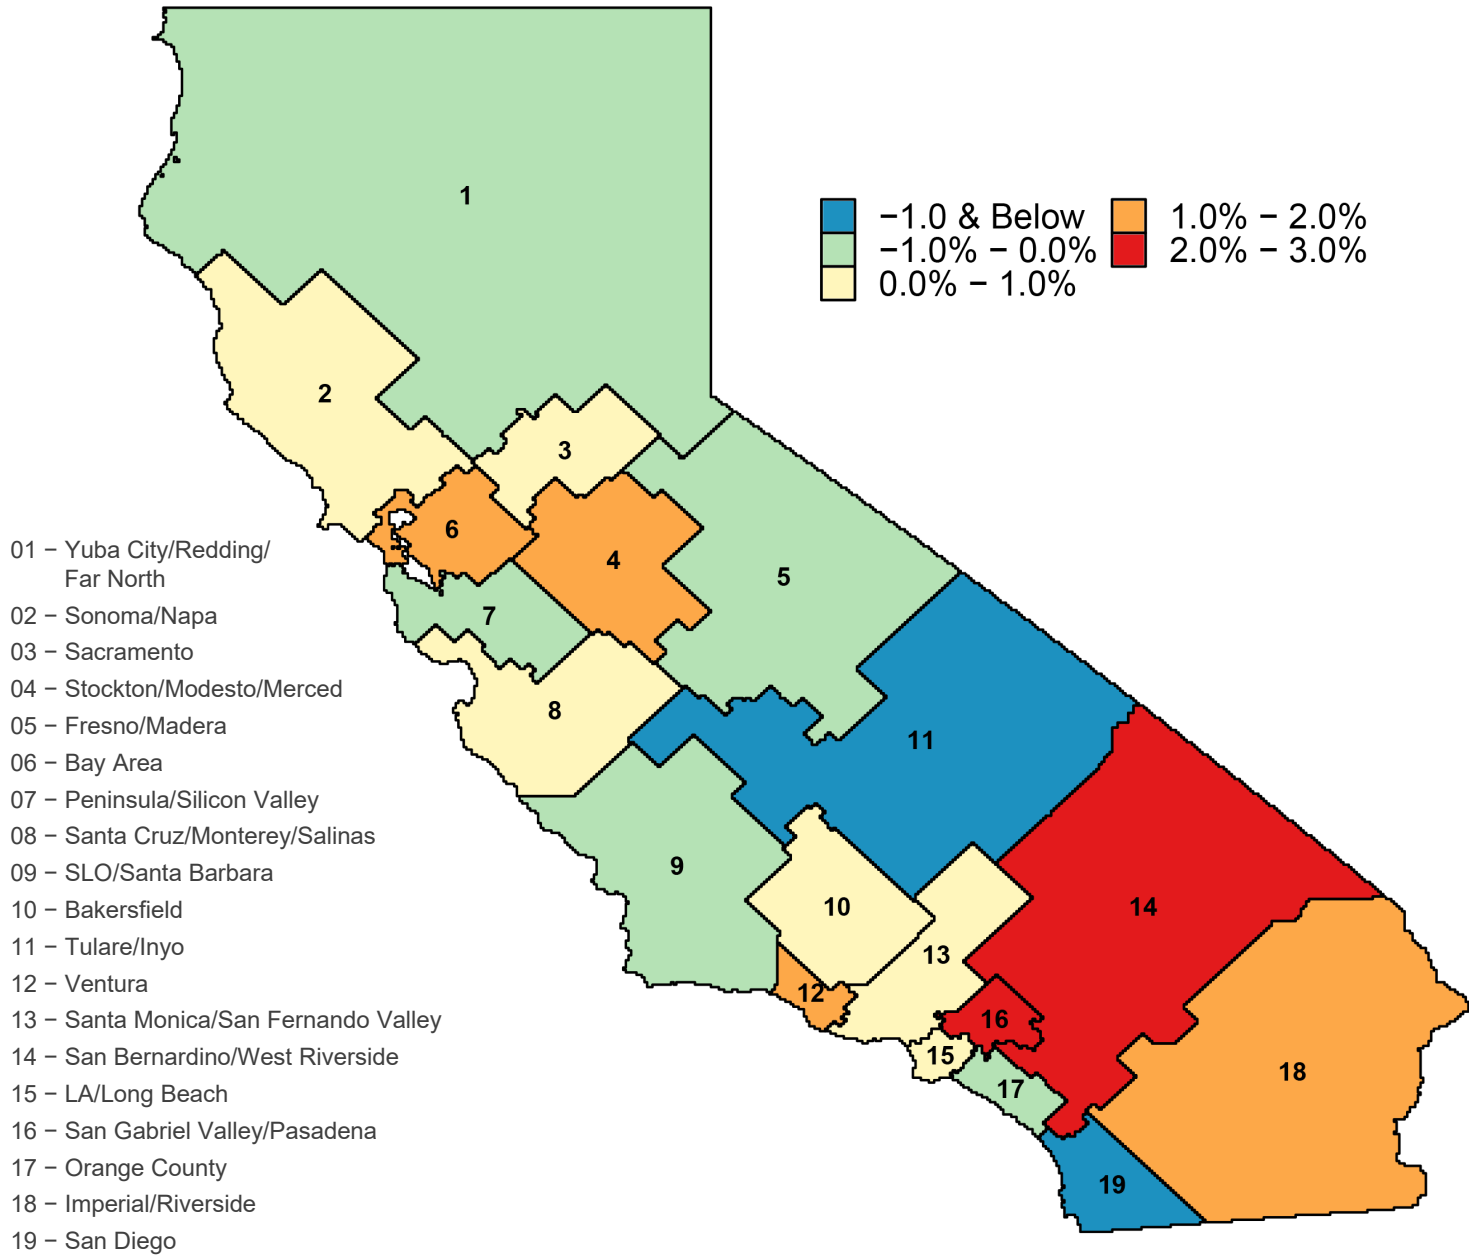 1
−1.0 & Below
1.0% − 2.0%
−1.0% − 0.0%
2.0% − 3.0%
0.0% − 1.0%
2
3
6
4
5
7
8
11
9
10
14
13
12
16
15
18
17
19
01 − Yuba City/Redding/
Far North
02 − Sonoma/Napa
03 − Sacramento
04 − Stockton/Modesto/Merced
05 − Fresno/Madera
06 − Bay Area
07 − Peninsula/Silicon Valley
08 − Santa Cruz/Monterey/Salinas
09 − SLO/Santa Barbara
10 − Bakersfield
11 − Tulare/Inyo
12 − Ventura
13 − Santa Monica/San Fernando Valley
14 − San Bernardino/West Riverside
15 − LA/Long Beach
16 − San Gabriel Valley/Pasadena
17 − Orange County
18 − Imperial/Riverside
19 − San Diego